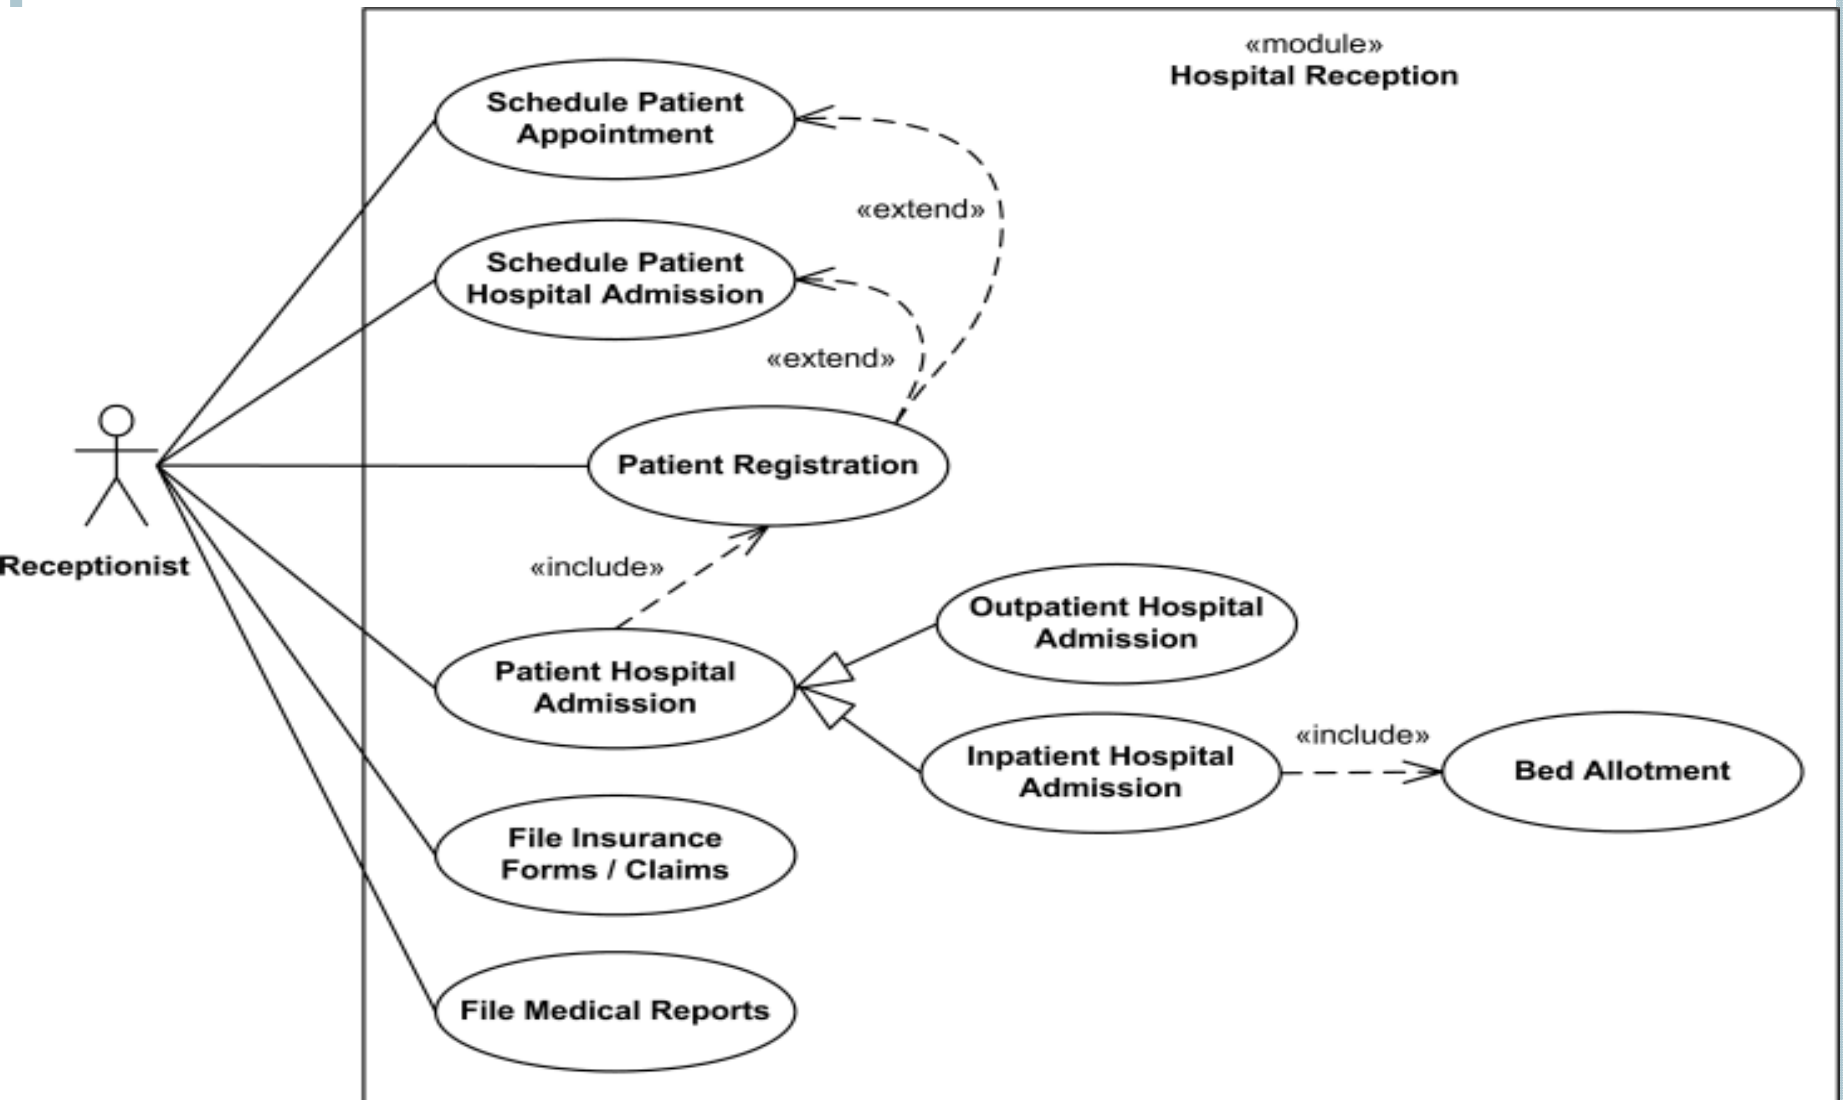 «module»
Hospital Reception
Schedule Patient
Appointment
«extend»
Schedule Patient
Hospital Admission
«extend»
Patient Registration
Receptionist
«include»
Outpatient Hospital
Admission
Patient Hospital
Admission
Inpatient Hospital
Admission
«include»
Bed Allotment
File Insurance
Forms / Claims
File Medical Reports